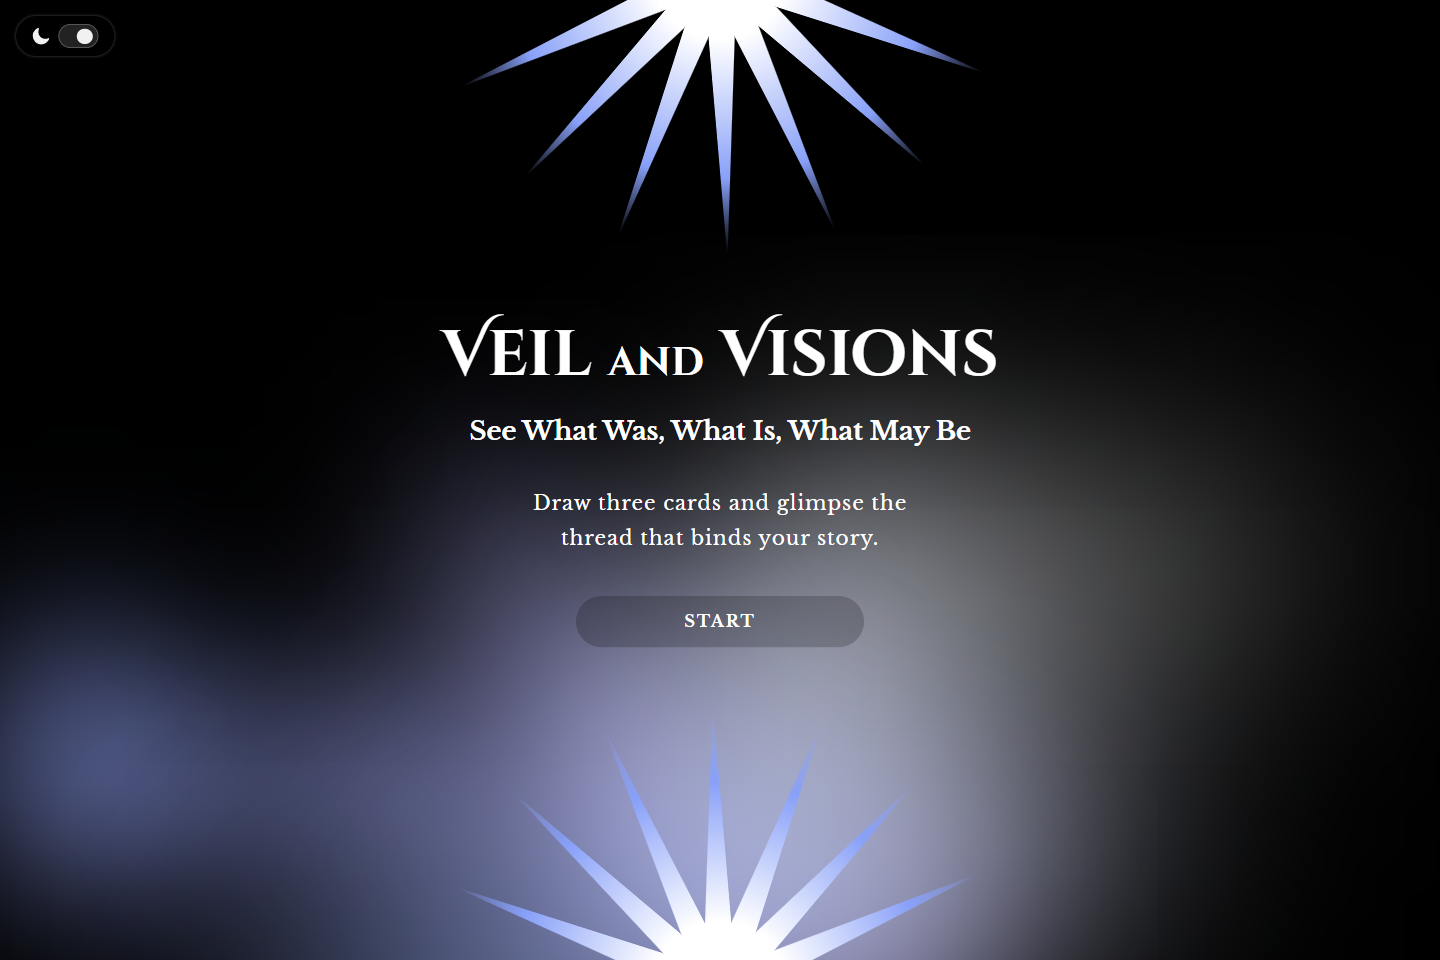 Veil and Visions
See What Was, What Is, What May Be
Draw three cards and glimpse the
thread that binds your story.
START